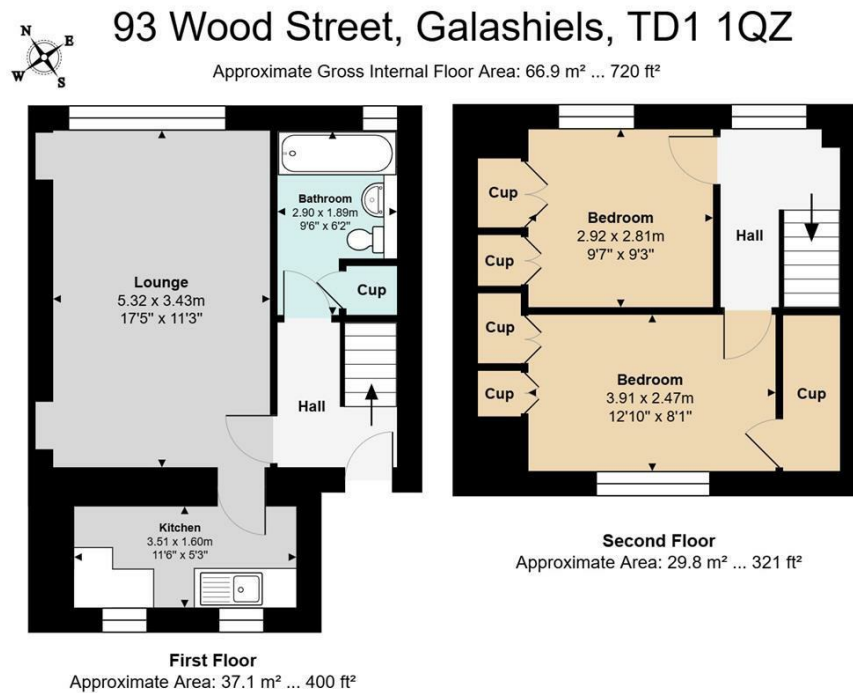 93 Wood Street, Galashiels, TD1 1QZ
Approximate Gross Internal Floor Area: 66.9 m² ... 720 ft²
N
E
W
S
Lounge
5.32 x 3.43m
17'5" x 11'3"
Bathroom
2.90 x 1.89m
9'6" x 6'2"
Cup
Hall
Kitchen
3.51 x 1.60m
11'6" x 5'3"
First Floor
Approximate Area: 37.1 m² ... 400 ft²
Cup
Cup
Bedroom
2.92 x 2.81m
9'7" x 9'3"
Hall
Cup
Cup
Bedroom
3.91 x 2.47m
12'10" x 8'1"
Cup
Second Floor
Approximate Area: 29.8 m² ... 321 ft²